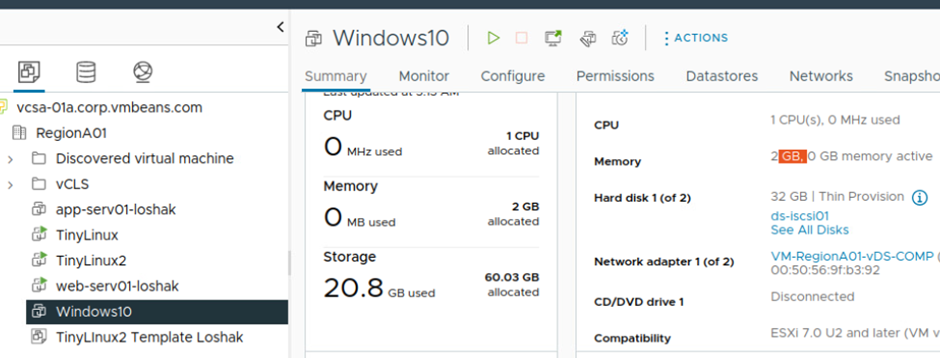 Windows10
ACTIONS
Summary Monitor Configure Permissions Datastores Networks Snapsho
vcsa-01a.corp.vmbeans.com
RegionA01
Discovered virtual machine
vCLS
app-serv01-loshak
TinyLinux
TinyLinux2
web-serv01-loshak
Windows10
TinyLInux2 Template Loshak
CPU
0 MHz used
1 CPU
allocated
Memory
0 MB used
2 GB
allocated
Storage
20.8 GB used
60.03 GB
allocated
CPU 1 CPU(s), 0 MHz used
Memory 2 GB, 0 GB memory active
Hard disk 1 (of 2) 32 GB | Thin Provision
ds-iscsi01
See All Disks
Network adapter 1 (of 2) VM-RegionA01-vDS-COMP (
00:50:56:9f:b3:92
CD/DVD drive 1 Disconnected
Compatibility ESXi 7.0 U2 and later (VM v